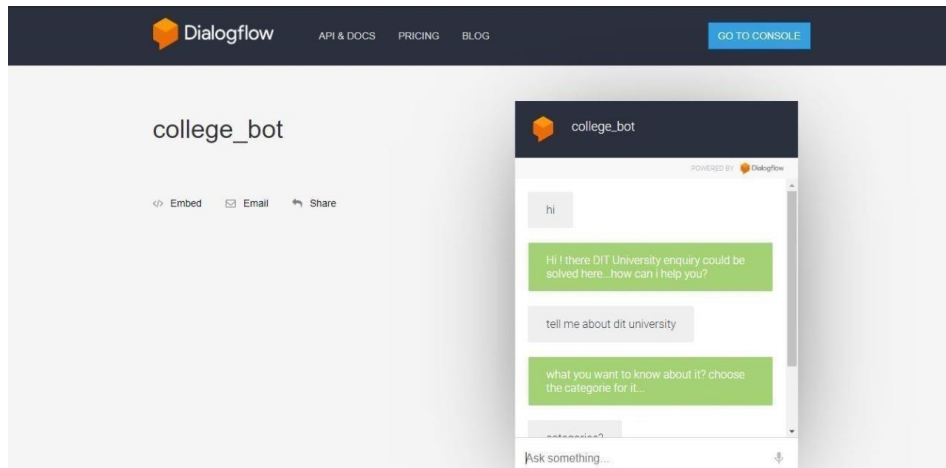 Dialogflow
API & DOCS
PRICING
BLOG
GO TO CONSOLE
college_bot
Embed
Email
Share
college_bot
POWERED BY Dialogflow
hi
Hi ! there DIT University enquiry could be
solved here...how can i help you?
tell me about dit university
what you want to know about it? choose
the categorie for it...
categories?
Ask something...